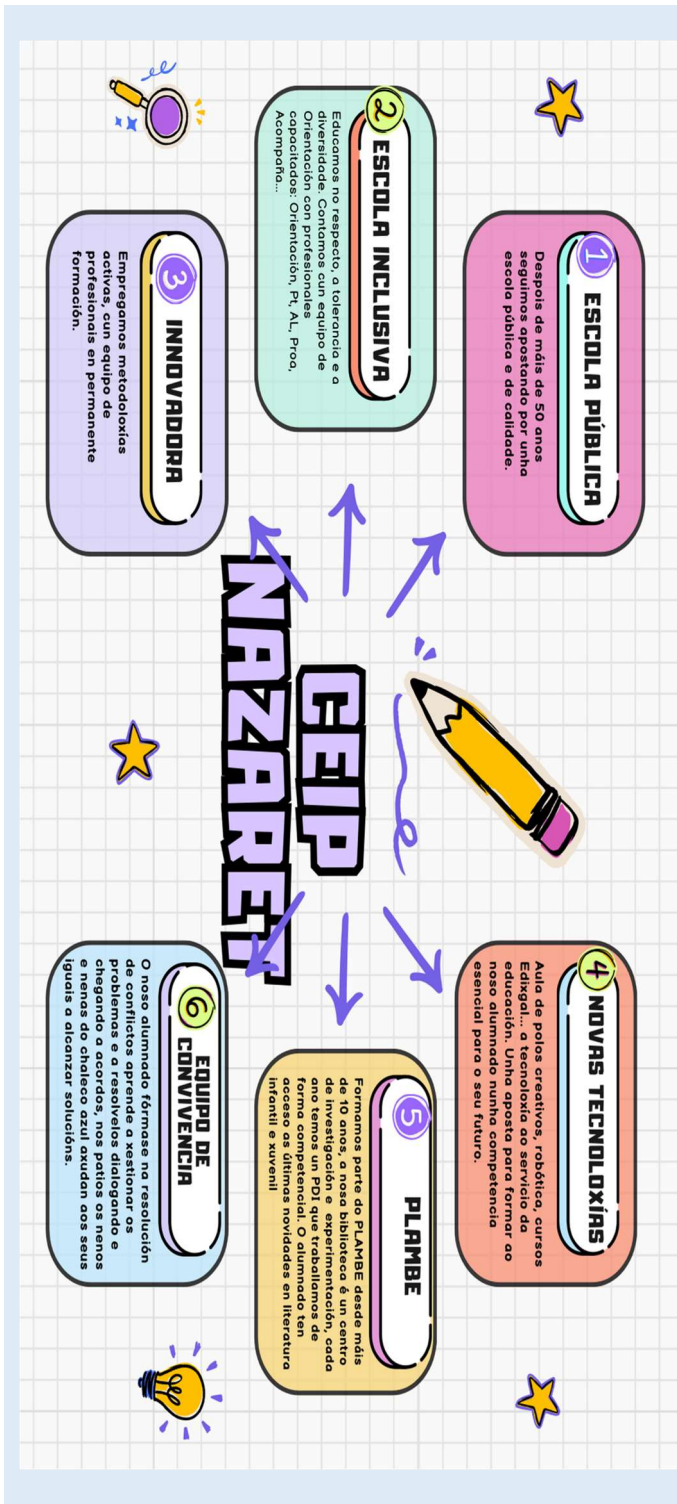 CEIP
NAZARET
1
ESCOLA PÚBLICA
Despois de máis de 50 anos
seguimos apostando por unha
escola pública e de calidade.
2
ESCOLA INCLUSIVA
Educamos no respecto, a tolerancia e a
diversidade. Contamos cun equipo de
Orientación con profesionales
capacitados: Orientación, Pt, AL, Proa,
Acompaña...
3
INNOVADORA
Empregamos metodoloxías
activas, cun equipo de
profesionais en permanente
formación.
4
NOVAS TECNOLOXÍAS
Aula de polos creativos, robótica, cursos
Edixgal... a tecnoloxía ao servicio da
educación. Unha aposta para formar ao
noso alumnado nunha competencia
esencial para o seu futuro.
5
PLAMBE
Formamos parte do PLAMBE desde máis
de 10 anos, a nosa biblioteca é un centro
de investigación e experimentación, cada
ano temos un PDI que traballamos de
forma competencial. O alumnado ten
acceso as últimas novidades en literatura
infantil e xuvenil
6
EQUIPO DE
CONVIVENCIA
O noso alumnado fórmase na resolución
de conflictos aprende a xestionar os
problemas e a resolvelos dialogando e
chegando a acordos, nos patios os nenos
e nenas do chaleco azul axudan aos seus
iguais a alcanzar solucións.